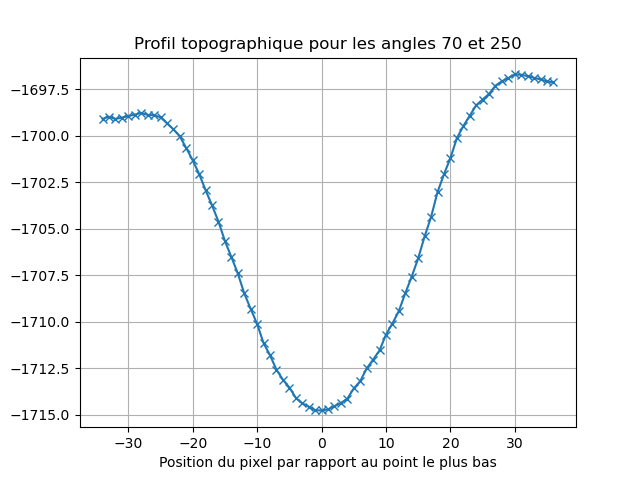 Profil topographique pour les angles 70 et 250
−1697.5
−1700.0
−1702.5
−1705.0
−1707.5
−1710.0
−1712.5
−1715.0
−30 −20 −10 0 10 20 30
Position du pixel par rapport au point le plus bas